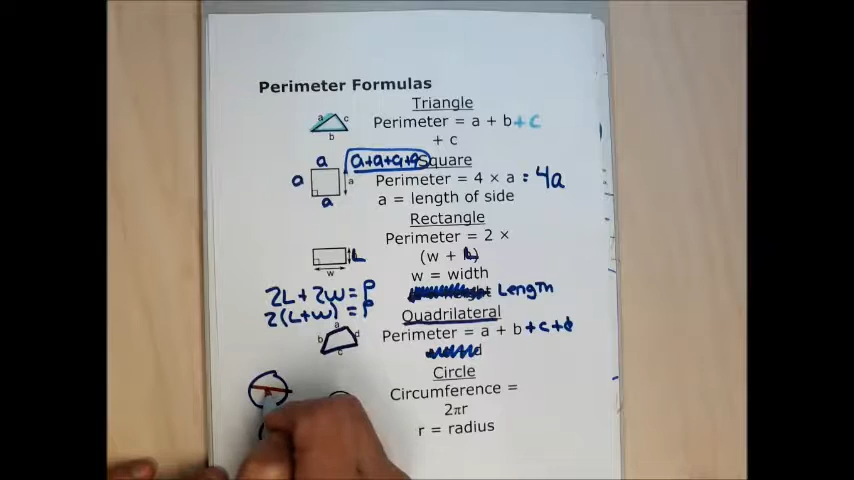 Perimeter Formulas
Triangle
a c
b
Perimeter = a + b + c
+ c
a a+a+a+a Square
a a
a
Perimeter = 4 × a = 4a
a = length of side
Rectangle
Perimeter = 2 ×
(w + L)
L
w
w = width
2L + 2W = P
Length
2(L+W) = P
Quadrilateral
a
b d
c
Perimeter = a + b + c + d
d
Circle
Circumference =
2πr
r = radius